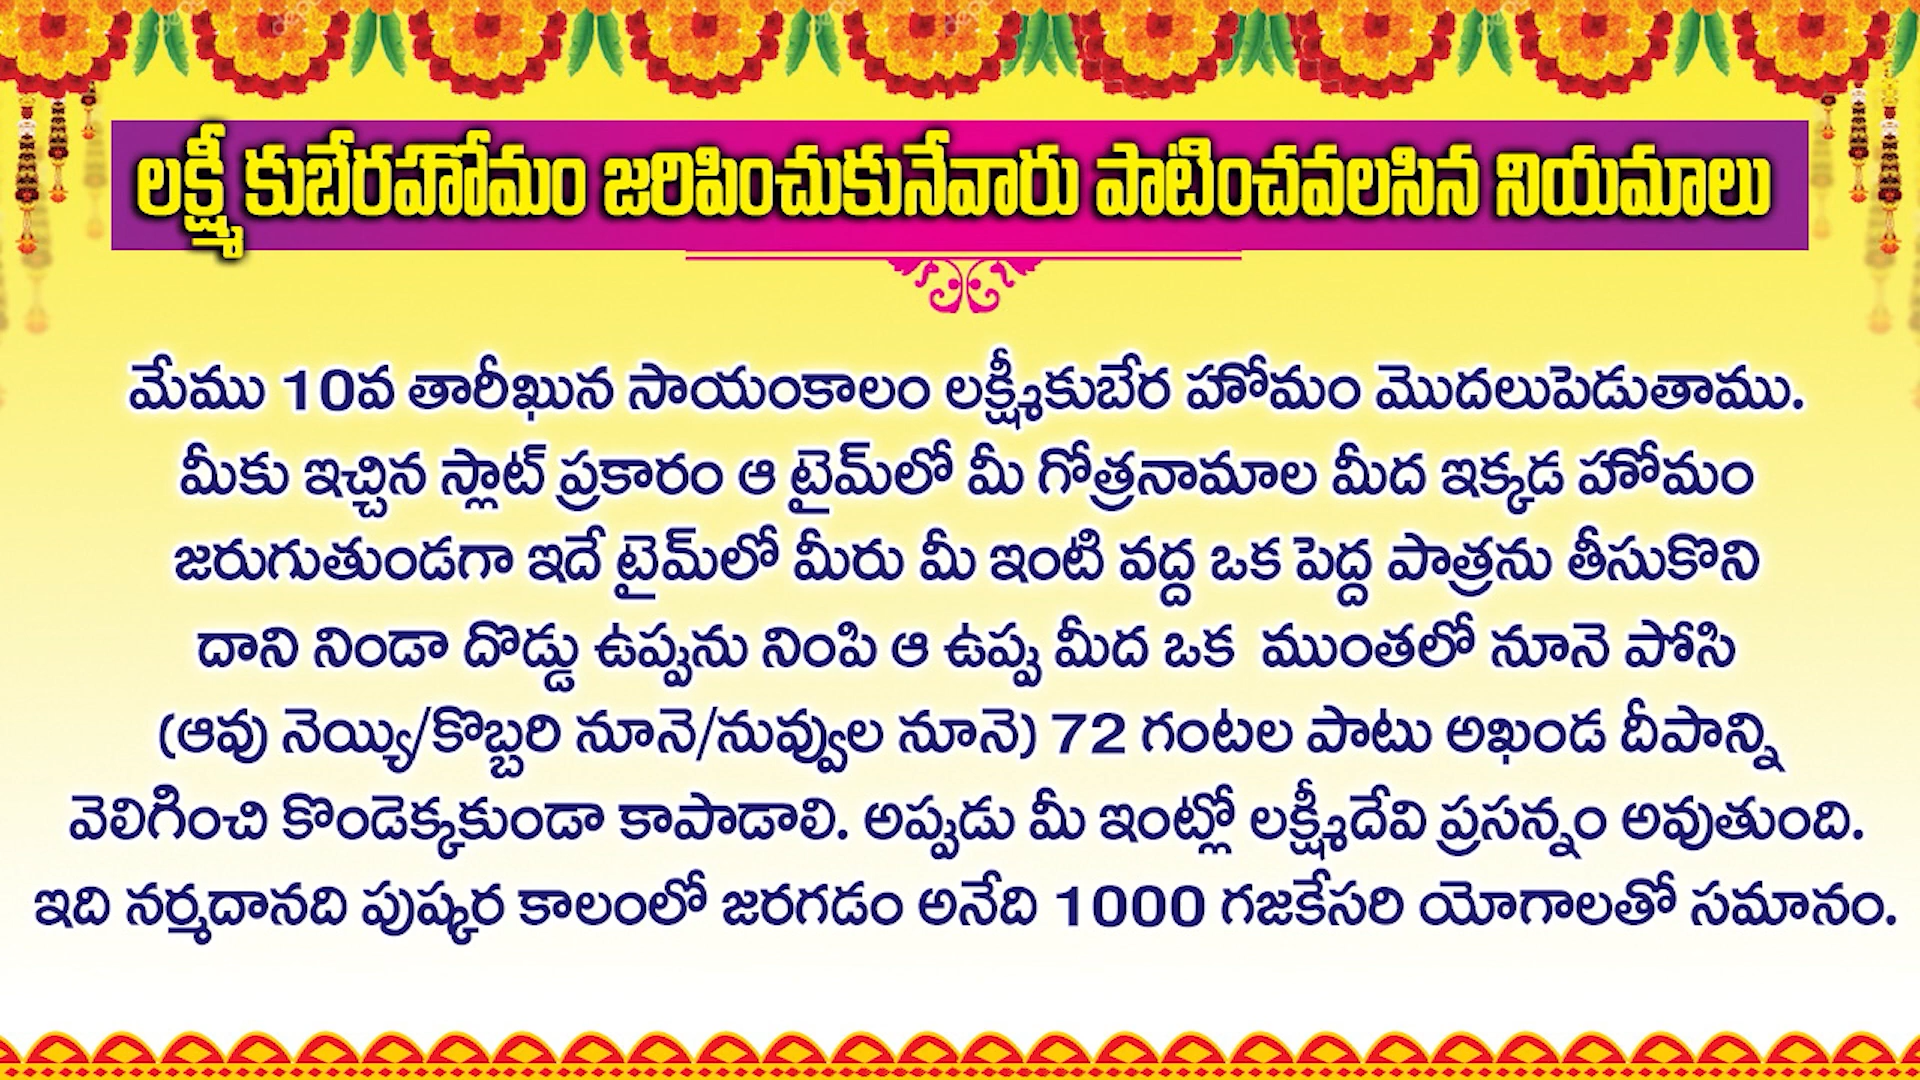 లక్ష్మీ కుబేరహోమం జరిపించుకునేవారు పాటించవలసిన నియమాలు
మేము 10వ తారీఖున సాయంకాలం లక్ష్మీకుబేర హోమం మొదలుపెడుతాము.
మీకు ఇచ్చిన స్లాట్ ప్రకారం ఆ టైమ్‌లో మీ గోత్రనామాల మీద ఇక్కడ హోమం
జరుగుతుండగా ఇదే టైమ్‌లో మీరు మీ ఇంటి వద్ద ఒక పెద్ద పాత్రను తీసుకొని
దాని నిండా దొడ్డు ఉప్పును నింపి ఆ ఉప్పు మీద ఒక ముంతలో నూనె పోసి
(ఆవు నెయ్యి/కొబ్బరి నూనె/నువ్వుల నూనె) 72 గంటల పాటు అఖండ దీపాన్ని
వెలిగించి కొండెక్కకుండా కాపాడాలి. అప్పుడు మీ ఇంట్లో లక్ష్మీదేవి ప్రసన్నం అవుతుంది.
ఇది నర్మదానది పుష్కర కాలంలో జరగడం అనేది 1000 గజకేసరి యోగాలతో సమానం.